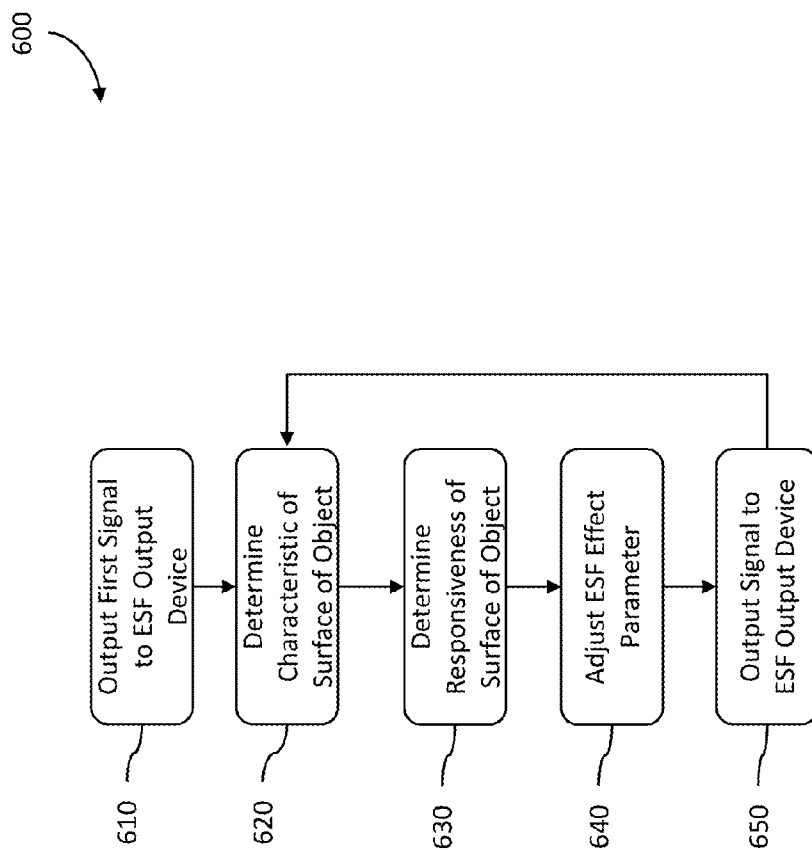 600
610
Output First Signal
to ESF Output
Device
620
Determine
Characteristic of
Surface of Object
630
Determine
Responsiveness of
Surface of Object
640
Adjust ESF Effect
Parameter
650
Output Signal to
ESF Output Device